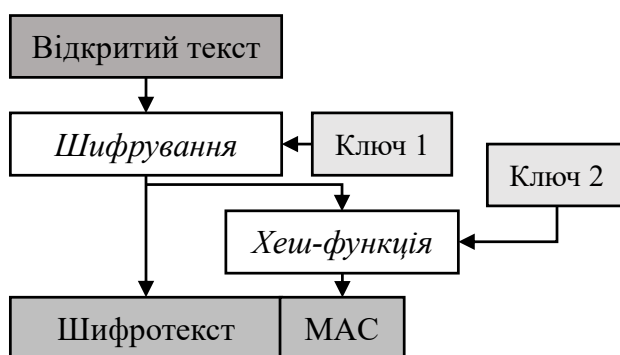 Відкритий текст
Шифрування
Ключ 1
Ключ 2
Хеш-функція
Шифротекст
MAC